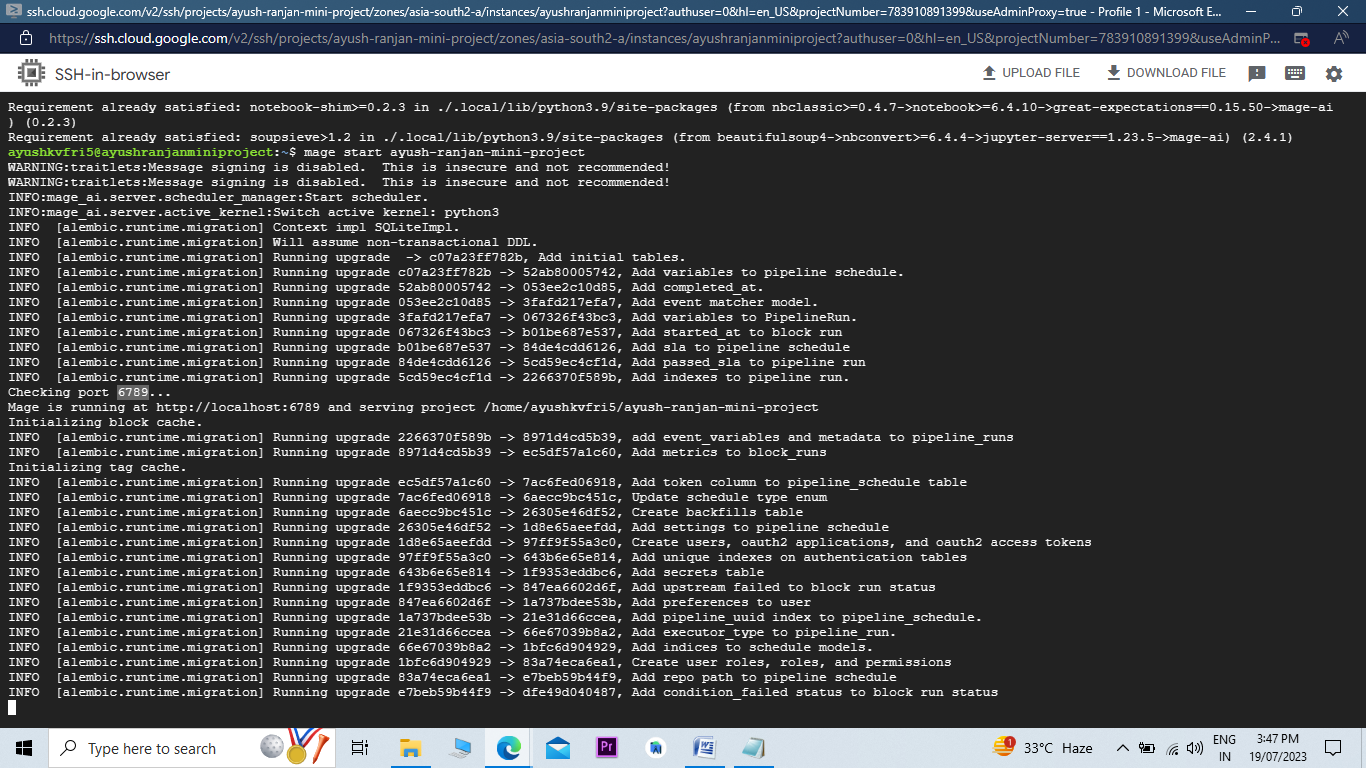 ssh.cloud.google.com/v2/ssh/projects/ayush-ranjan-mini-project/zones/asia-south2-a/instances/ayushranjanminiproject?authuser=0&hl=en_US&projectNumber=783910891399&useAdminProxy=true - Profile 1 - Microsoft E...
https://ssh.cloud.google.com/v2/ssh/projects/ayush-ranjan-mini-project/zones/asia-south2-a/instances/ayushranjanminiproject?authuser=0&hl=en_US&projectNumber=783910891399&useAdminP...
SSH-in-browser
UPLOAD FILE
DOWNLOAD FILE
Requirement already satisfied: notebook-shim>=0.2.3 in ./.local/lib/python3.9/site-packages (from nbclassic>=0.4.7->notebook>=6.4.10->great-expectations==0.15.50->mage-ai
) (0.2.3)
Requirement already satisfied: soupsieve>1.2 in ./.local/lib/python3.9/site-packages (from beautifulsoup4->nbconvert>=6.4.4->jupyter-server==1.23.5->mage-ai) (2.4.1)
ayushkvfri5@ayushranjanminiproject:~$ mage start ayush-ranjan-mini-project
WARNING:traitlets:Message signing is disabled.  This is insecure and not recommended!
WARNING:traitlets:Message signing is disabled.  This is insecure and not recommended!
INFO:mage_ai.server.scheduler_manager:Start scheduler.
INFO:mage_ai.server.active_kernel:Switch active kernel: python3
INFO  [alembic.runtime.migration] Context impl SQLiteImpl.
INFO  [alembic.runtime.migration] Will assume non-transactional DDL.
INFO  [alembic.runtime.migration] Running upgrade  -> c07a23ff782b, Add initial tables.
INFO  [alembic.runtime.migration] Running upgrade c07a23ff782b -> 52ab80005742, Add variables to pipeline schedule.
INFO  [alembic.runtime.migration] Running upgrade 52ab80005742 -> 053ee2c10d85, Add completed_at.
INFO  [alembic.runtime.migration] Running upgrade 053ee2c10d85 -> 3fafd217efa7, Add event matcher model.
INFO  [alembic.runtime.migration] Running upgrade 3fafd217efa7 -> 067326f43bc3, Add variables to PipelineRun.
INFO  [alembic.runtime.migration] Running upgrade 067326f43bc3 -> b01be687e537, Add started_at to block run
INFO  [alembic.runtime.migration] Running upgrade b01be687e537 -> 84de4cdd6126, Add sla to pipeline schedule
INFO  [alembic.runtime.migration] Running upgrade 84de4cdd6126 -> 5cd59ec4cf1d, Add passed_sla to pipeline run
INFO  [alembic.runtime.migration] Running upgrade 5cd59ec4cf1d -> 2266370f589b, Add indexes to pipeline run.
Checking port 6789...
Mage is running at http://localhost:6789 and serving project /home/ayushkvfri5/ayush-ranjan-mini-project
Initializing block cache.
INFO  [alembic.runtime.migration] Running upgrade 2266370f589b -> 8971d4cd5b39, add event_variables and metadata to pipeline_runs
INFO  [alembic.runtime.migration] Running upgrade 8971d4cd5b39 -> ec5df57a1c60, Add metrics to block_runs
Initializing tag cache.
INFO  [alembic.runtime.migration] Running upgrade ec5df57a1c60 -> 7ac6fed06918, Add token column to pipeline_schedule table
INFO  [alembic.runtime.migration] Running upgrade 7ac6fed06918 -> 6aecc9bc451c, Update schedule type enum
INFO  [alembic.runtime.migration] Running upgrade 6aecc9bc451c -> 26305e46df52, Create backfills table
INFO  [alembic.runtime.migration] Running upgrade 26305e46df52 -> 1d8e65aeefdd, Add settings to pipeline schedule
INFO  [alembic.runtime.migration] Running upgrade 1d8e65aeefdd -> 97ff9f55a3c0, Create users, oauth2 applications, and oauth2 access tokens
INFO  [alembic.runtime.migration] Running upgrade 97ff9f55a3c0 -> 643b6e65e814, Add unique indexes on authentication tables
INFO  [alembic.runtime.migration] Running upgrade 643b6e65e814 -> 1f9353eddbc6, Add secrets table
INFO  [alembic.runtime.migration] Running upgrade 1f9353eddbc6 -> 847ea6602d6f, Add upstream failed to block run status
INFO  [alembic.runtime.migration] Running upgrade 847ea6602d6f -> 1a737bdee53b, Add preferences to user
INFO  [alembic.runtime.migration] Running upgrade 1a737bdee53b -> 21e31d66ccea, Add pipeline_uuid index to pipeline_schedule.
INFO  [alembic.runtime.migration] Running upgrade 21e31d66ccea -> 66e67039b8a2, Add executor_type to pipeline_run.
INFO  [alembic.runtime.migration] Running upgrade 66e67039b8a2 -> 1bfc6d904929, Add indices to schedule models.
INFO  [alembic.runtime.migration] Running upgrade 1bfc6d904929 -> 83a74eca6ea1, Create user roles, roles, and permissions
INFO  [alembic.runtime.migration] Running upgrade 83a74eca6ea1 -> e7beb59b44f9, Add repo path to pipeline schedule
INFO  [alembic.runtime.migration] Running upgrade e7beb59b44f9 -> dfe49d040487, Add condition_failed status to block run status
Type here to search
Pr
1
33°C Haze
ENG
IN
3:47 PM
19/07/2023